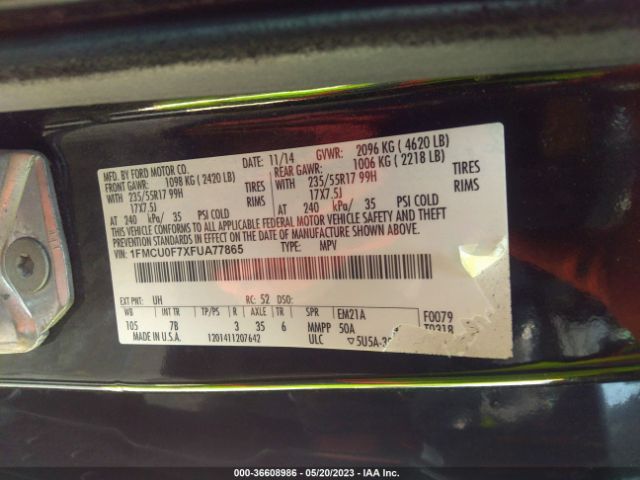 MFD. BY FORD MOTOR CO.
DATE: 11/14 GVWR: 2096 KG ( 4620 LB)
FRONT GAWR: 1098 KG ( 2420 LB) REAR GAWR: 1006 KG ( 2218 LB)
WITH 235/55R17 99H TIRES WITH 235/55R17 99H TIRES
17X7.5J RIMS 17X7.5J RIMS
AT 240 kPa/ 35 PSI COLD AT 240 kPa/ 35 PSI COLD
THIS VEHICLE CONFORMS TO ALL APPLICABLE FEDERAL MOTOR VEHICLE SAFETY AND THEFT
PREVENTION STANDARDS IN EFFECT ON THE DATE OF MANUFACTURE SHOWN ABOVE.
VIN: 1FMCU0F7XFUA77865 TYPE: MPV
EXT PNT: UH RC: 52 DSO:
WB INT TR TP/PS R AXLE TR SPR EM21A F0079
105 7B 3 35 6 MMPP 50A T0318
MADE IN U.S.A. 1201411207642 ULC ▽5U5A-
000-36608986 - 05/20/2023 - IAA Inc.